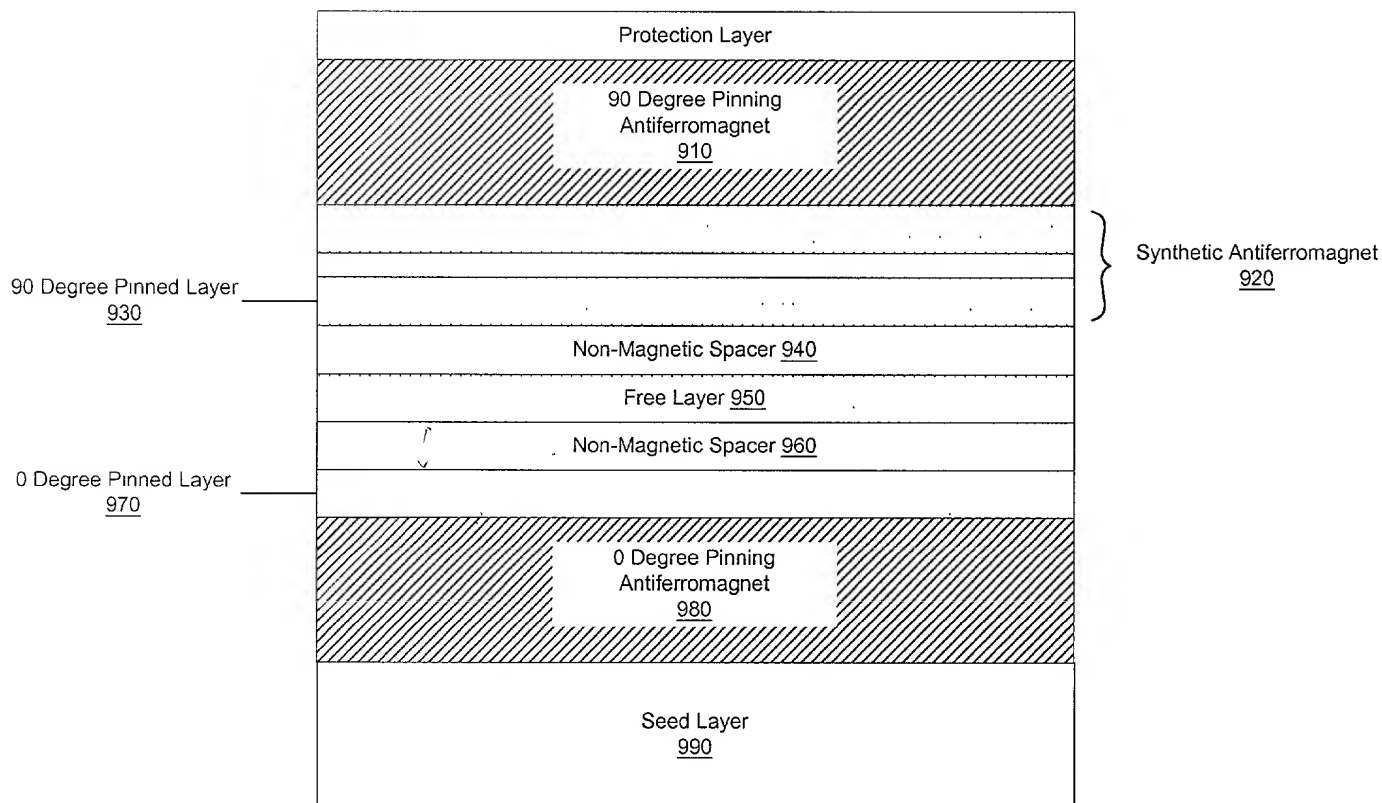 Protection Layer
90 Degree Pinning
Antiferromagnet
910
Synthetic Antiferromagnet
920
90 Degree Pinned Layer
930
Non-Magnetic Spacer 940
Free Layer 950
Non-Magnetic Spacer 960
0 Degree Pinned Layer
970
0 Degree Pinning
Antiferromagnet
980
Seed Layer
990